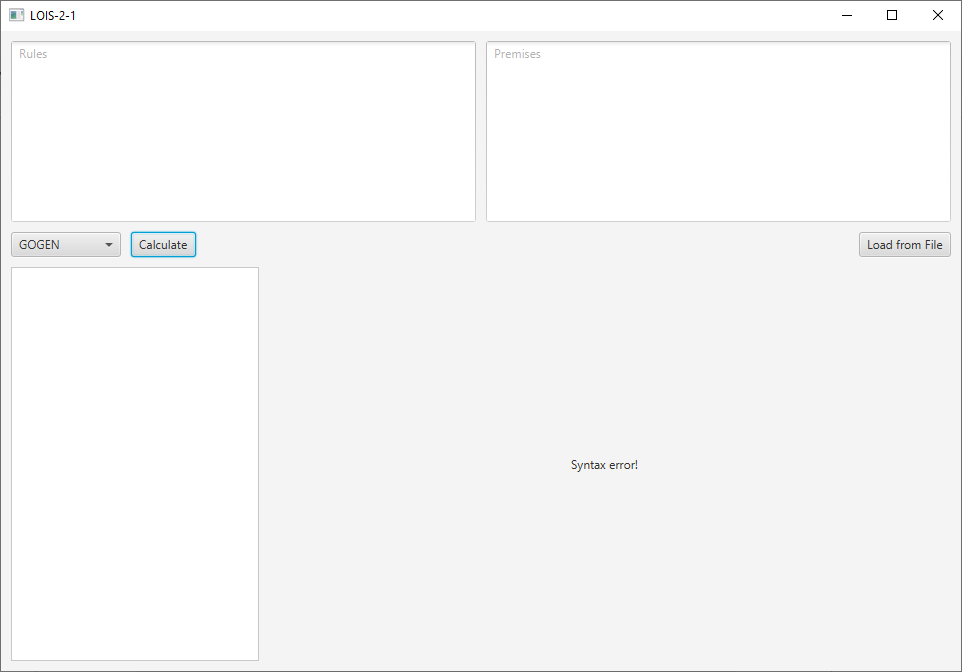 LOIS-2-1
Rules
Premises
GOGEN
Calculate
Load from File
Syntax error!